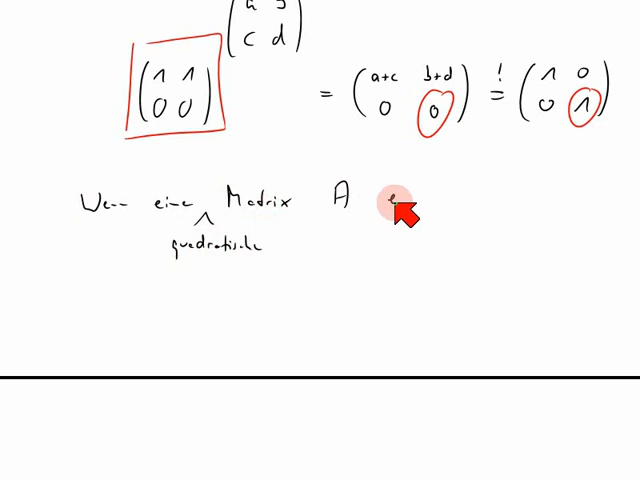 a b
c d
1 1
0 0
= ( a+c b+d
0 0 ) != ( 1 0
0 1 )
Wenn eine Matrix A e
quadratische